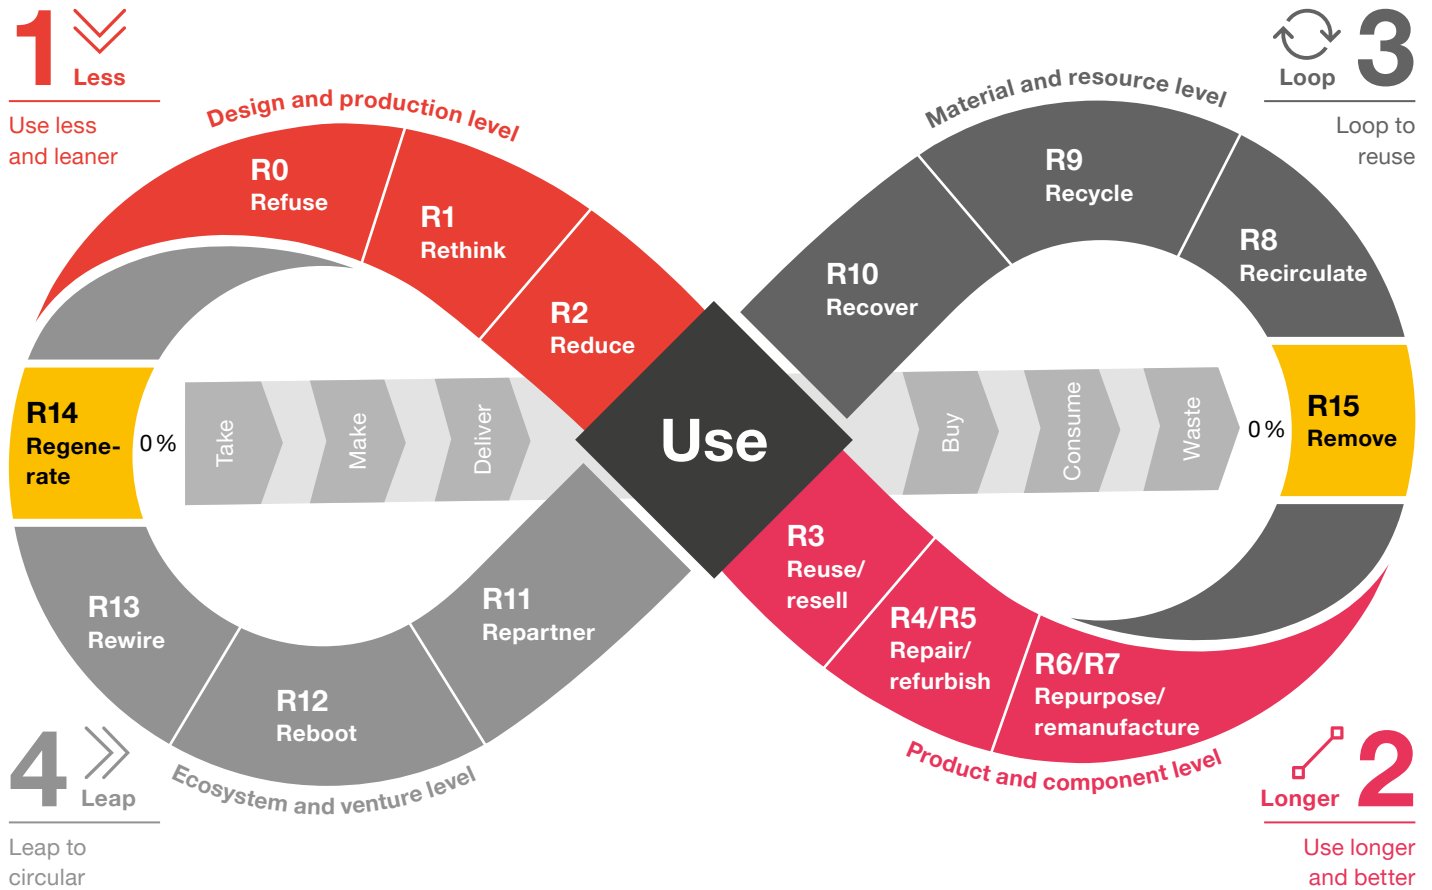 1
Less
Use less
and leaner
Design and production level
R0
Refuse
R1
Rethink
R2
Reduce
3
Loop
Loop to
reuse
Material and resource level
R10
Recover
R9
Recycle
R8
Recirculate
R14
Regene-
rate
0 %
Take
Make
Deliver
Use
Buy
Consume
Waste
0 %
R15
Remove
R13
Rewire
R12
Reboot
R11
Repartner
Ecosystem and venture level
4
Leap
Leap to
circular
R3
Reuse/
resell
R4/R5
Repair/
refurbish
R6/R7
Repurpose/
remanufacture
Product and component level
2
Longer
Use longer
and better